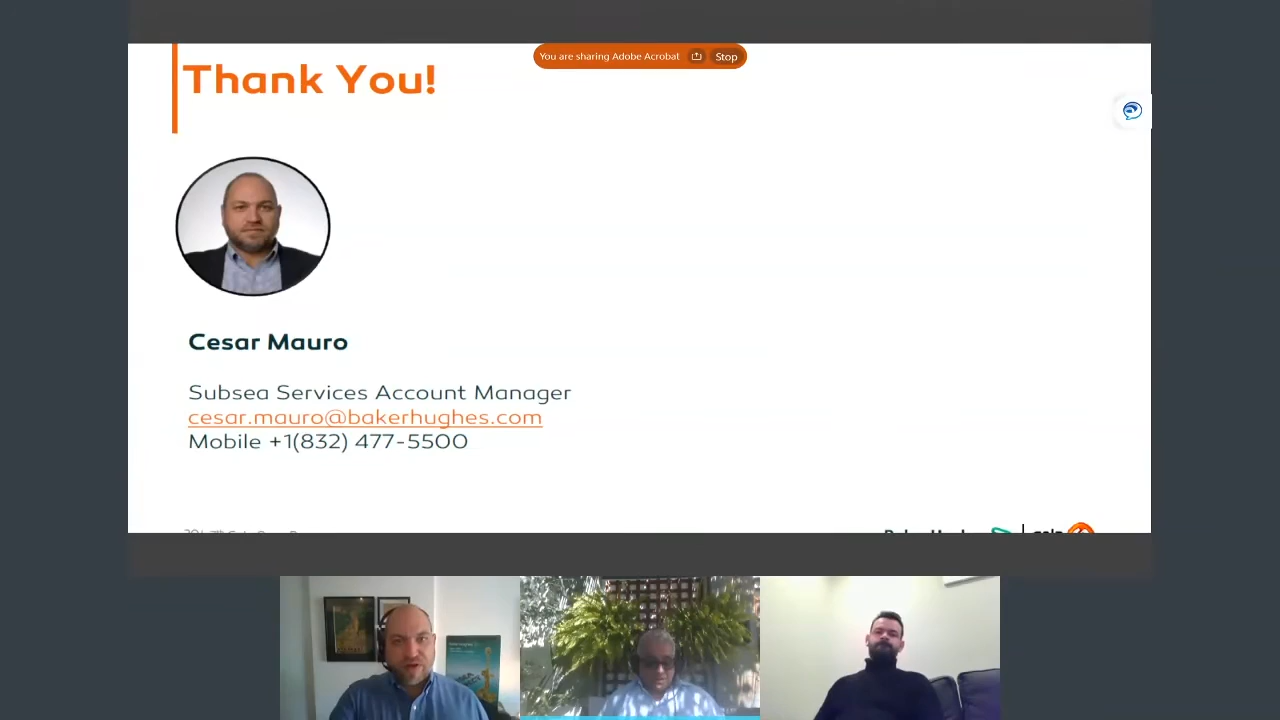 You are sharing Adobe Acrobat Stop
Thank You!
Cesar Mauro
Subsea Services Account Manager
cesar.mauro@bakerhughes.com
Mobile +1(832) 477-5500